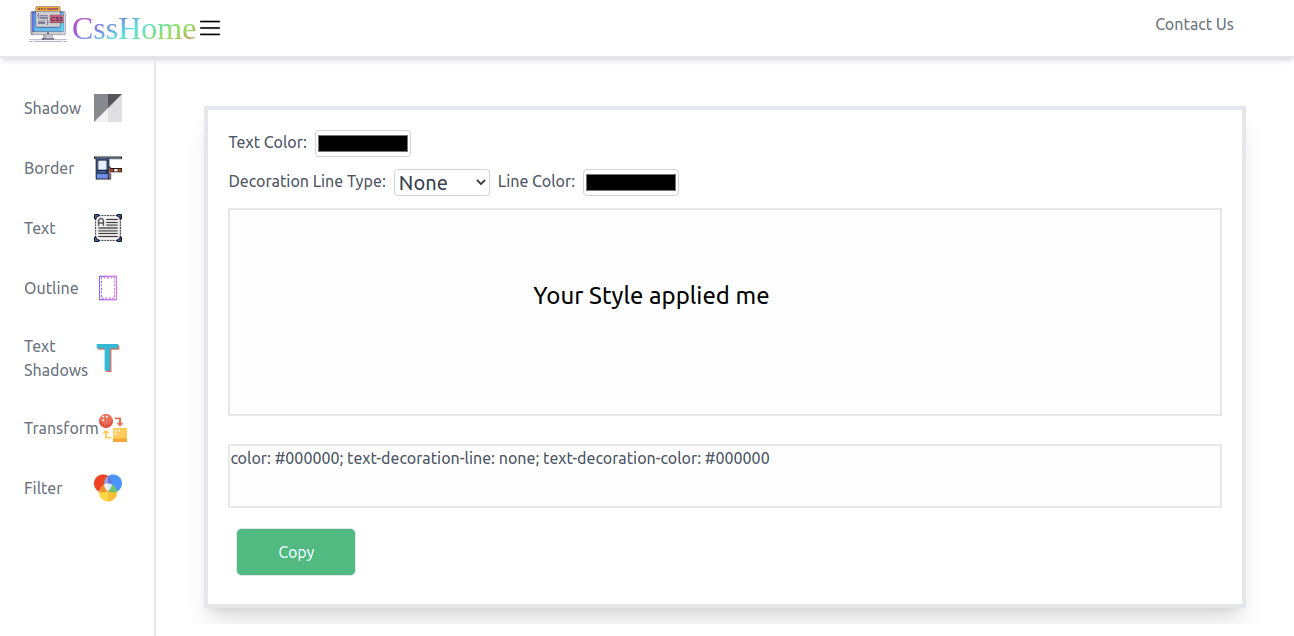 CssHome
Contact Us
Shadow
Border
Text
Outline
Text
Shadows
Transform
Filter
Text Color:
Decoration Line Type: None Line Color:
Your Style applied me
color: #000000; text-decoration-line: none; text-decoration-color: #000000
Copy